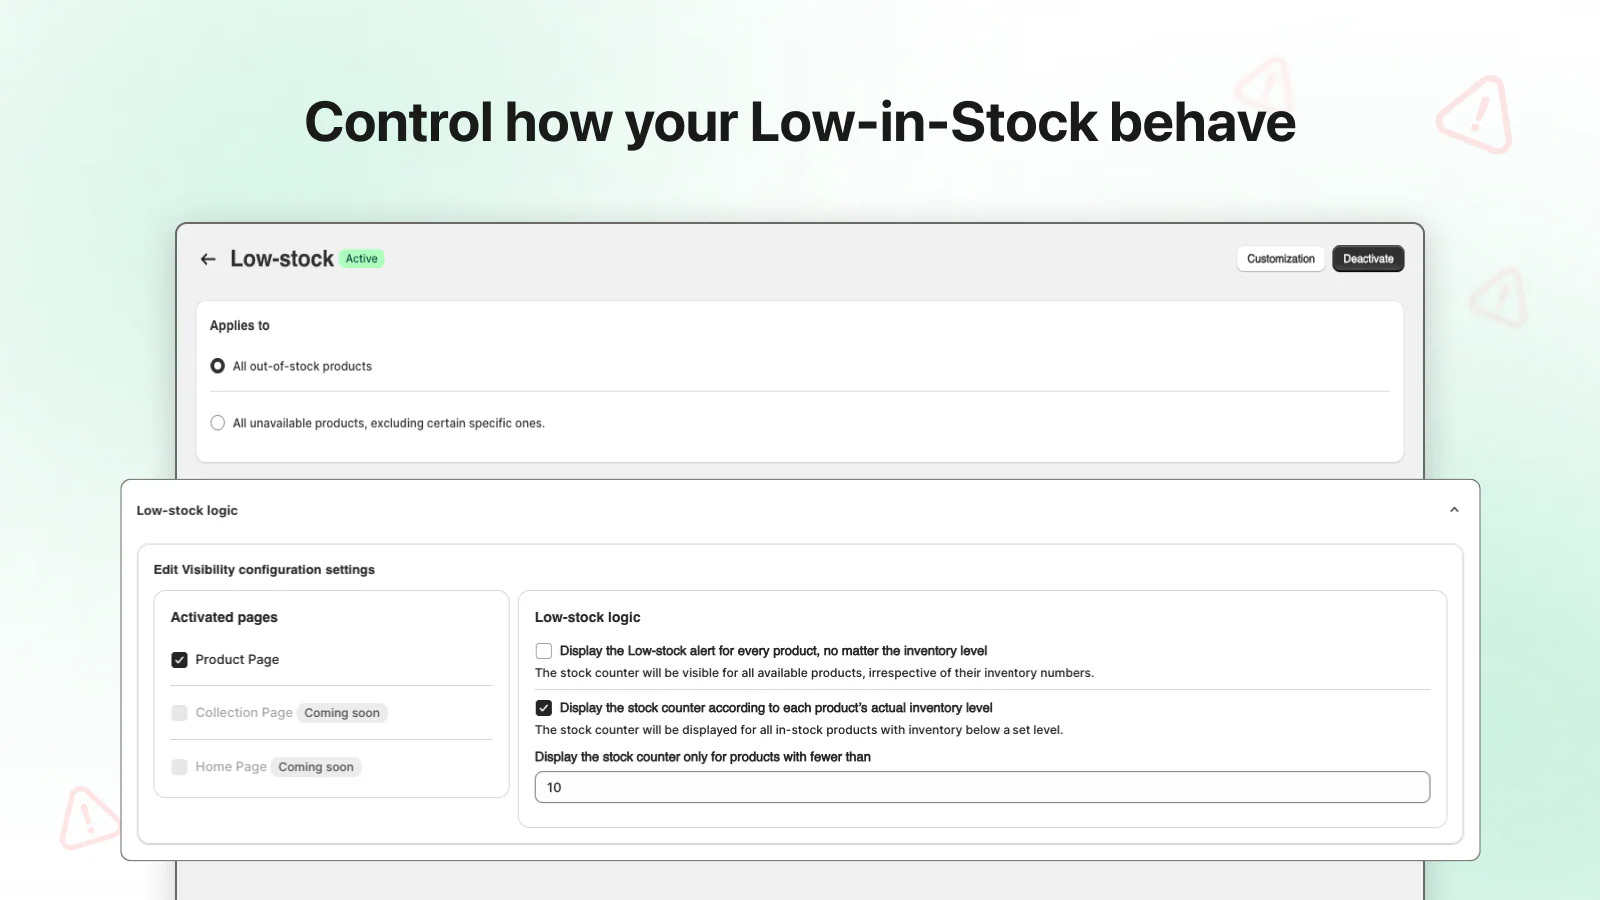 Control how your Low-in-Stock behave
Low-stock Active
Customization
Deactivate
Applies to
All out-of-stock products
All unavailable products, excluding certain specific ones.
Low-stock logic
Edit Visibility configuration settings
Activated pages
Product Page
Collection Page Coming soon
Home Page Coming soon
Low-stock logic
Display the Low-stock alert for every product, no matter the inventory level
The stock counter will be visible for all available products, irrespective of their inventory numbers.
Display the stock counter according to each product’s actual inventory level
The stock counter will be displayed for all in-stock products with inventory below a set level.
Display the stock counter only for products with fewer than
10